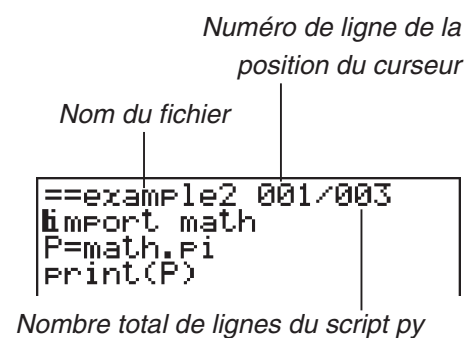 Numéro de ligne de la
position du curseur
Nom du fichier
==example2 001/003
import math
P=math.pi
print(P)
Nombre total de lignes du script py